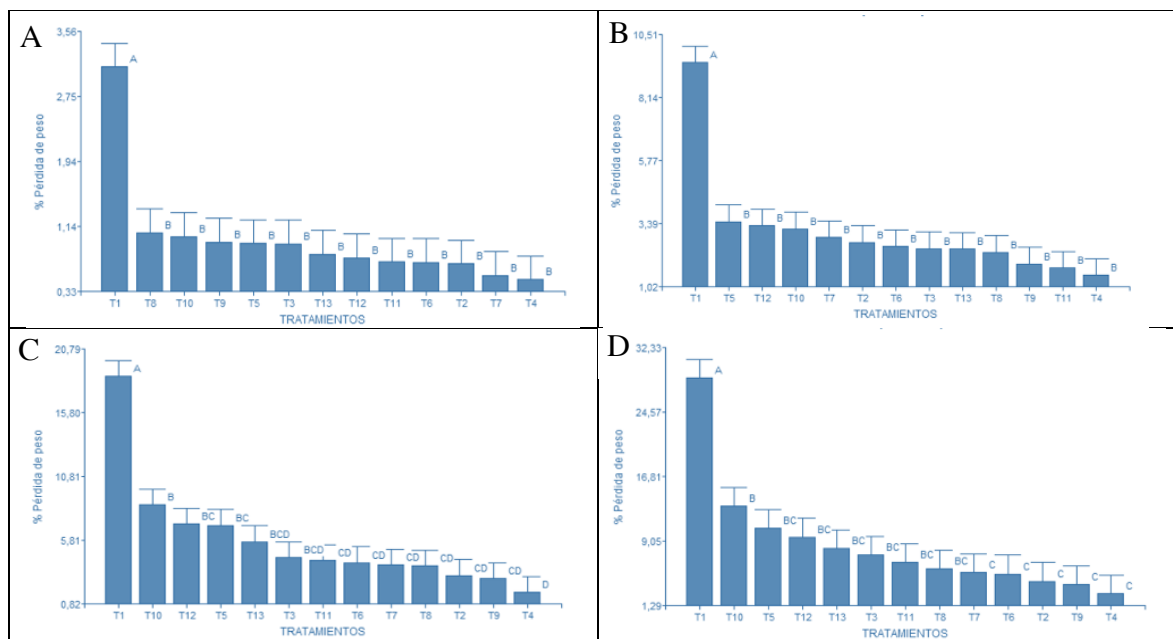 A
3,56
2,75
1,94
1,14
0,33
% Pérdida de peso
A
B B B B B B B B B B B B
T1 T8 T10 T9 T5 T3 T13 T12 T11 T6 T2 T7 T4
TRATAMIENTOS
B
10,51
8,14
5,77
3,39
1,02
% Pérdida de peso
A
B B B B B B B B B B B B
T1 T5 T12 T10 T7 T2 T6 T3 T13 T8 T9 T11 T4
TRATAMIENTOS
C
20,79
15,80
10,81
5,81
0,82
% Pérdida de peso
A
B BC BC BCD BCD CD CD CD CD CD CD D
T1 T10 T12 T5 T13 T3 T11 T6 T7 T8 T2 T9 T4
TRATAMIENTOS
D
32,33
24,57
16,81
9,05
1,29
% Pérdida de peso
A
B BC BC BC BC BC BC C C C C C
T1 T10 T5 T12 T13 T3 T11 T8 T7 T6 T2 T9 T4
TRATAMIENTOS